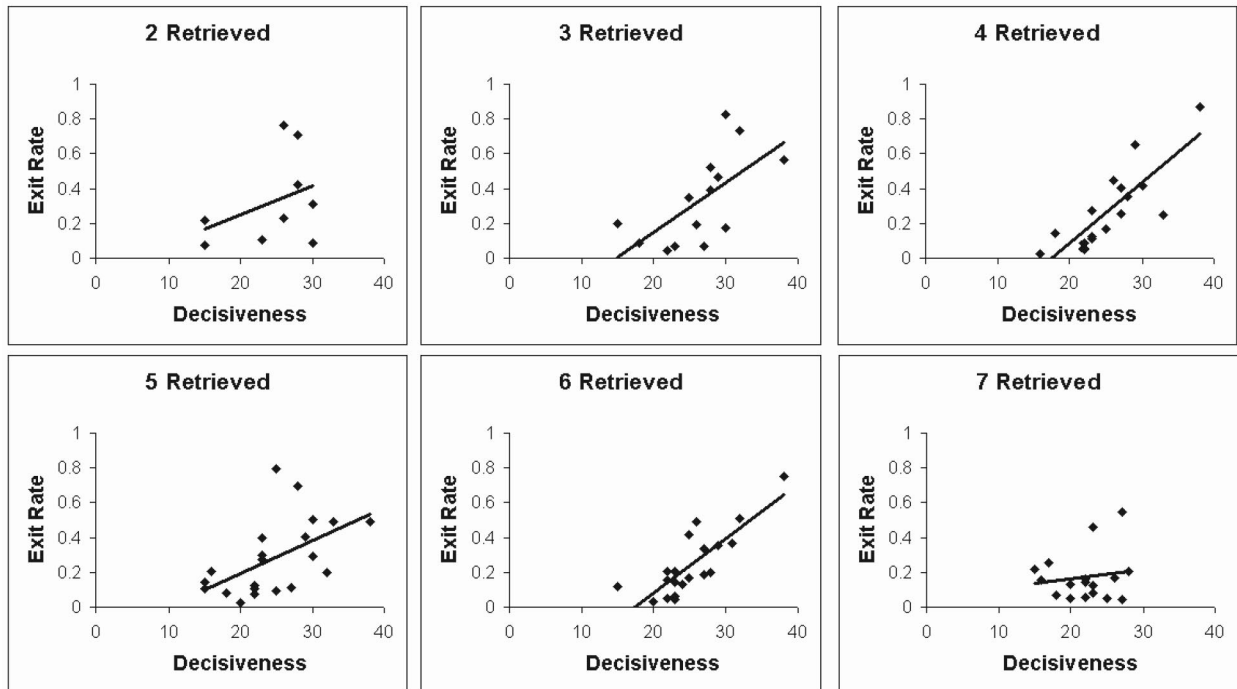 2 Retrieved
1
0.8
0.6
0.4
0.2
0
Exit Rate
0 10 20 30 40
Decisiveness
3 Retrieved
1
0.8
0.6
0.4
0.2
0
Exit Rate
0 10 20 30 40
Decisiveness
4 Retrieved
1
0.8
0.6
0.4
0.2
0
Exit Rate
0 10 20 30 40
Decisiveness
5 Retrieved
1
0.8
0.6
0.4
0.2
0
Exit Rate
0 10 20 30 40
Decisiveness
6 Retrieved
1
0.8
0.6
0.4
0.2
0
Exit Rate
0 10 20 30 40
Decisiveness
7 Retrieved
1
0.8
0.6
0.4
0.2
0
Exit Rate
0 10 20 30 40
Decisiveness